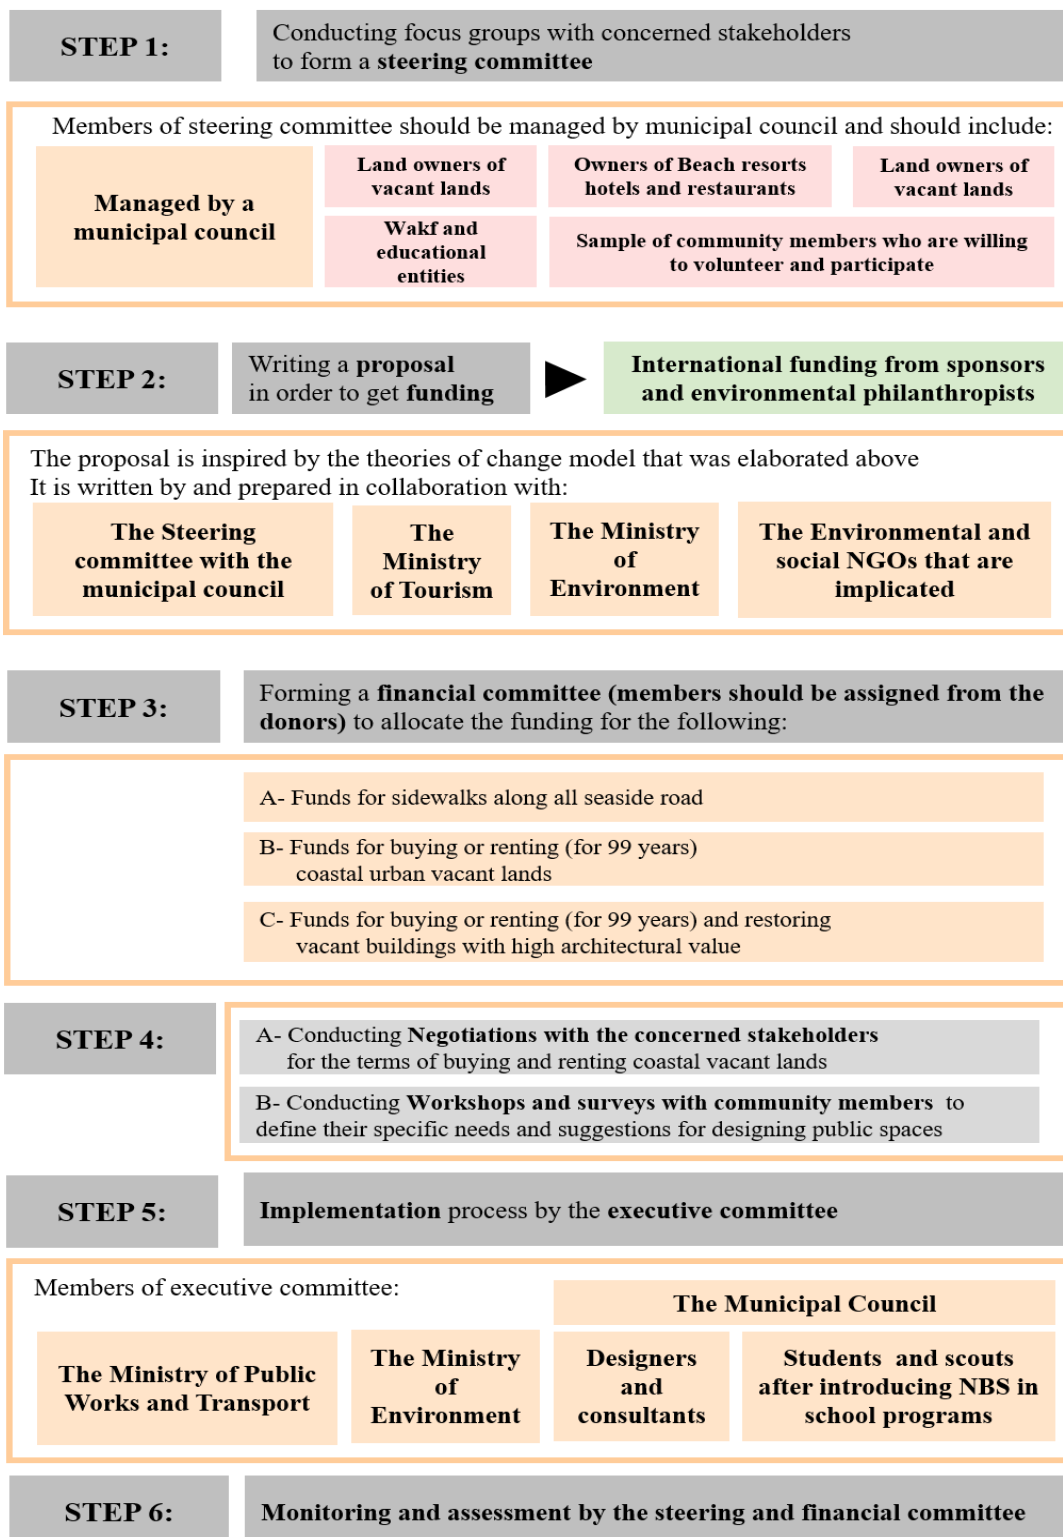 STEP 1:
Conducting focus groups with concerned stakeholders
to form a steering committee
Members of steering committee should be managed by municipal council and should include:
Managed by a
municipal council
Land owners of
vacant lands
Owners of Beach resorts
hotels and restaurants
Land owners of
vacant lands
Wakf and
educational
entities
Sample of community members who are willing
to volunteer and participate
STEP 2:
Writing a proposal
in order to get funding
International funding from sponsors
and environmental philanthropists
The proposal is inspired by the theories of change model that was elaborated above
It is written by and prepared in collaboration with:
The Steering
committee with the
municipal council
The
Ministry
of Tourism
The Ministry
of
Environment
The Environmental and
social NGOs that are
implicated
STEP 3:
Forming a financial committee (members should be assigned from the
donors) to allocate the funding for the following:
A- Funds for sidewalks along all seaside road
B- Funds for buying or renting (for 99 years)
coastal urban vacant lands
C- Funds for buying or renting (for 99 years) and restoring
vacant buildings with high architectural value
STEP 4:
A- Conducting Negotiations with the concerned stakeholders
for the terms of buying and renting coastal vacant lands
B- Conducting Workshops and surveys with community members to
define their specific needs and suggestions for designing public spaces
STEP 5:
Implementation process by the executive committee
Members of executive committee:
The Municipal Council
The Ministry of Public
Works and Transport
The Ministry
of
Environment
Designers
and
consultants
Students and scouts
after introducing NBS in
school programs
STEP 6:
Monitoring and assessment by the steering and financial committee